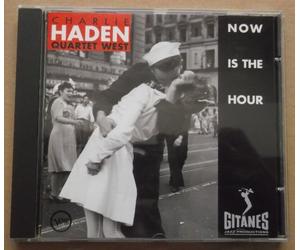 CHARLIE
HADEN
QUARTET WEST
NOW
IS THE
HOUR
GITANES
JAZZ PRODUCTIONS